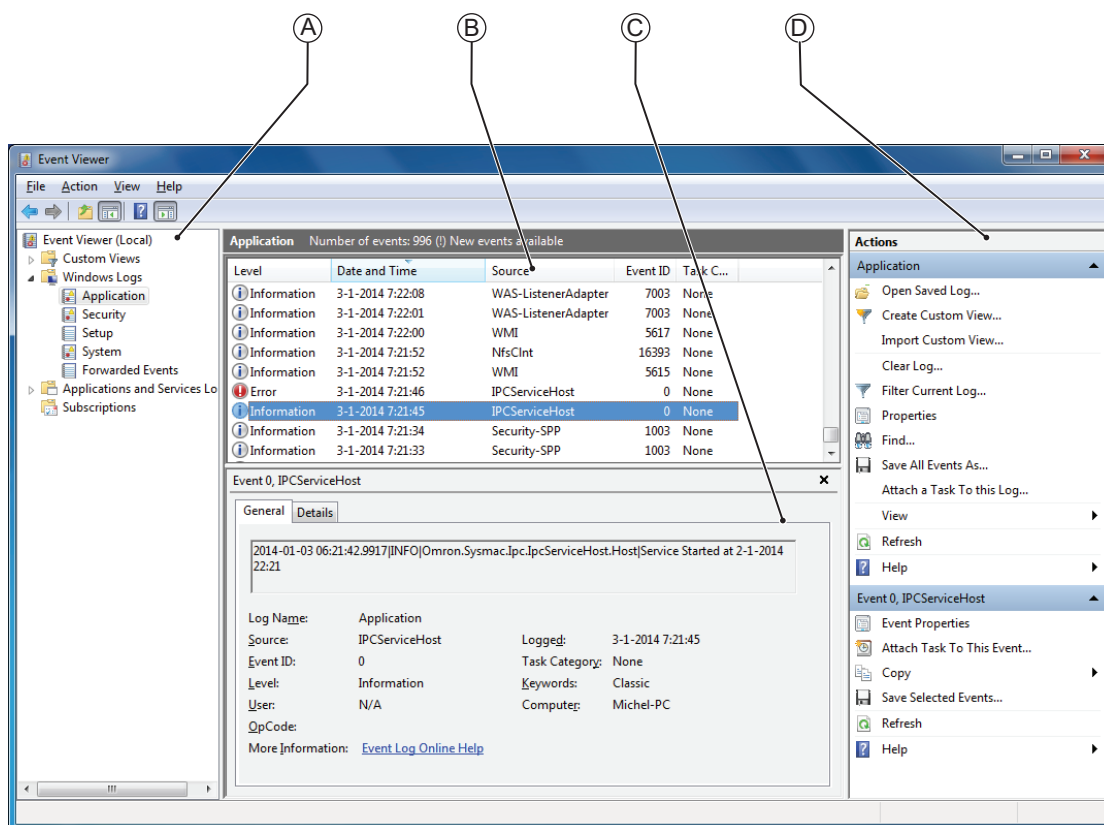 A B C D
Event Viewer
File Action View Help
Event Viewer (Local)
Custom Views
Windows Logs
Application
Security
Setup
System
Forwarded Events
Applications and Services Lo
Subscriptions
Application Number of events: 996 (!) New events available
Level Date and Time Source Event ID Task C...
Information 3-1-2014 7:22:08 WAS-ListenerAdapter 7003 None
Information 3-1-2014 7:22:01 WAS-ListenerAdapter 7003 None
Information 3-1-2014 7:22:00 WMI 5617 None
Information 3-1-2014 7:21:52 NfsClnt 16393 None
Information 3-1-2014 7:21:52 WMI 5615 None
Error 3-1-2014 7:21:46 IPCServiceHost 0 None
Information 3-1-2014 7:21:45 IPCServiceHost 0 None
Information 3-1-2014 7:21:34 Security-SPP 1003 None
Information 3-1-2014 7:21:33 Security-SPP 1003 None
Event 0, IPCServiceHost
General Details
2014-01-03 06:21:42.9917|INFO|Omron.Sysmac.Ipc.IpcServiceHost.Host|Service Started at 2-1-2014
22:21
Log Name: Application
Source: IPCServiceHost Logged: 3-1-2014 7:21:45
Event ID: 0 Task Category: None
Level: Information Keywords: Classic
User: N/A Computer: Michel-PC
OpCode:
More Information: Event Log Online Help
Actions
Application
Open Saved Log...
Create Custom View...
Import Custom View...
Clear Log...
Filter Current Log...
Properties
Find...
Save All Events As...
Attach a Task To this Log...
View
Refresh
Help
Event 0, IPCServiceHost
Event Properties
Attach Task To This Event...
Copy
Save Selected Events...
Refresh
Help